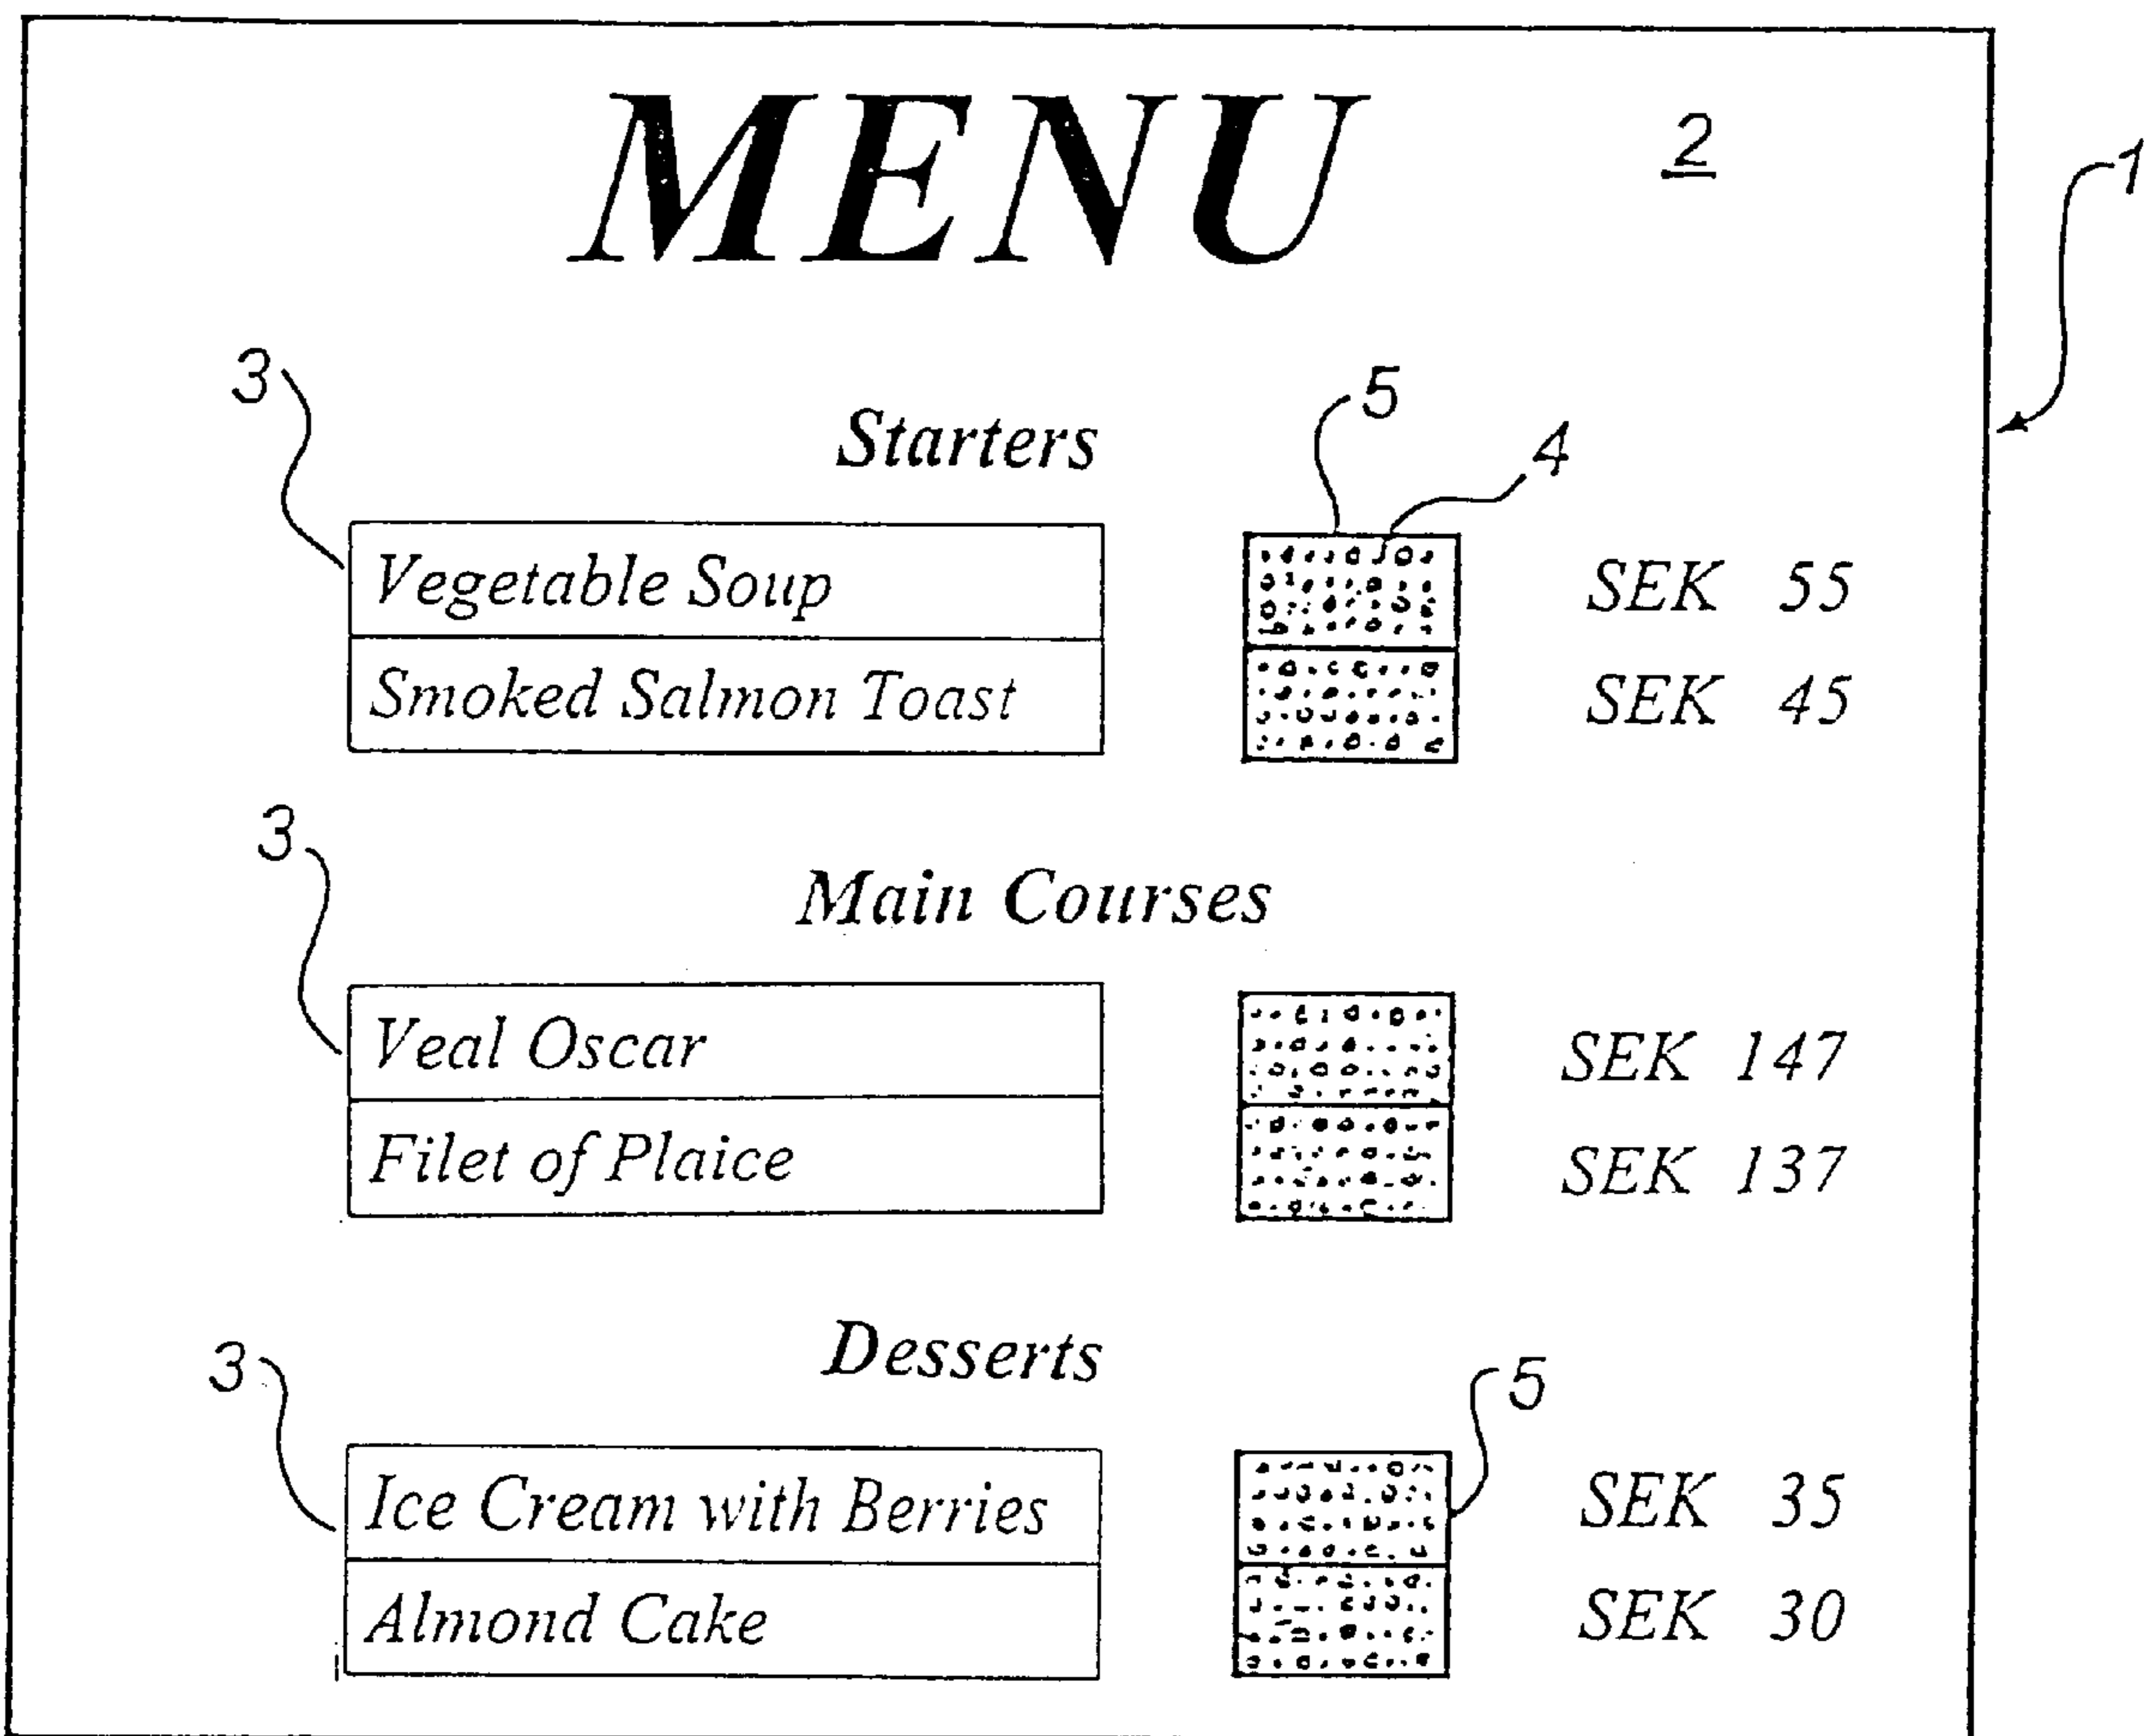 MENU 2
1
3 5
Starters 4
Vegetable Soup SEK 55
Smoked Salmon Toast SEK 45
3
Main Courses
Veal Oscar SEK 147
Filet of Plaice SEK 137
3 Desserts 5
Ice Cream with Berries SEK 35
Almond Cake SEK 30